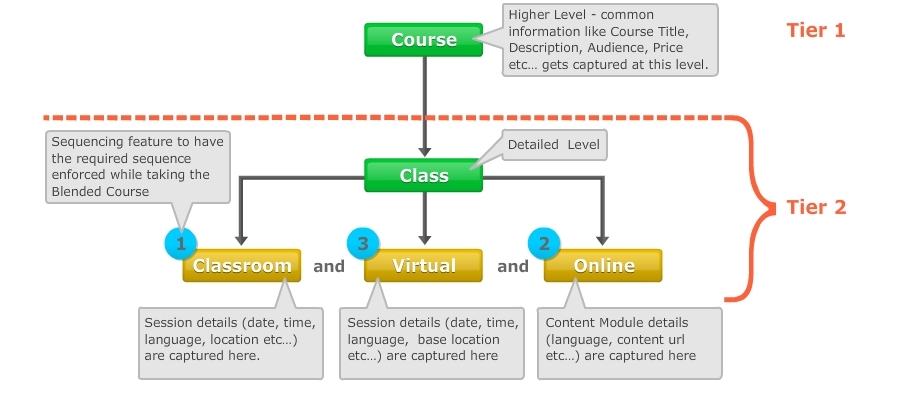 Course
Higher Level - common
information like Course Title,
Description, Audience, Price
etc... gets captured at this level.
Tier 1
Sequencing feature to have
the required sequence
enforced while taking the
Blended Course
Detailed  Level
Class
Tier 2
1
3
2
Classroom
and
Virtual
and
Online
Session details (date, time,
language, location etc...)
are captured here.
Session details (date, time,
language,  base location
etc...) are captured here
Content Module details
(language, content url
etc...) are captured here